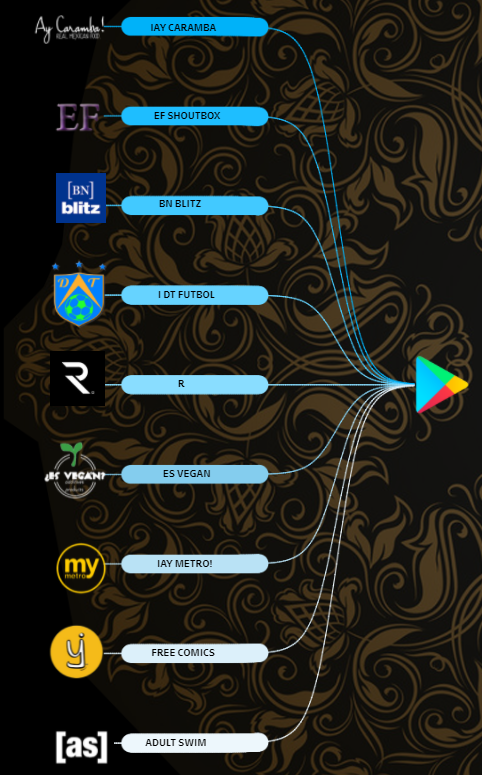 Ay Caramba!
REAL MEXICAN FOOD
IAY CARAMBA
EF
EF SHOUTBOX
[BN]
blitz
BN BLITZ
D T
I DT FUTBOL
R
R
¿ES VEGAN?
ES VEGAN
my
metro
IAY METRO!
yj
FREE COMICS
[as]
ADULT SWIM